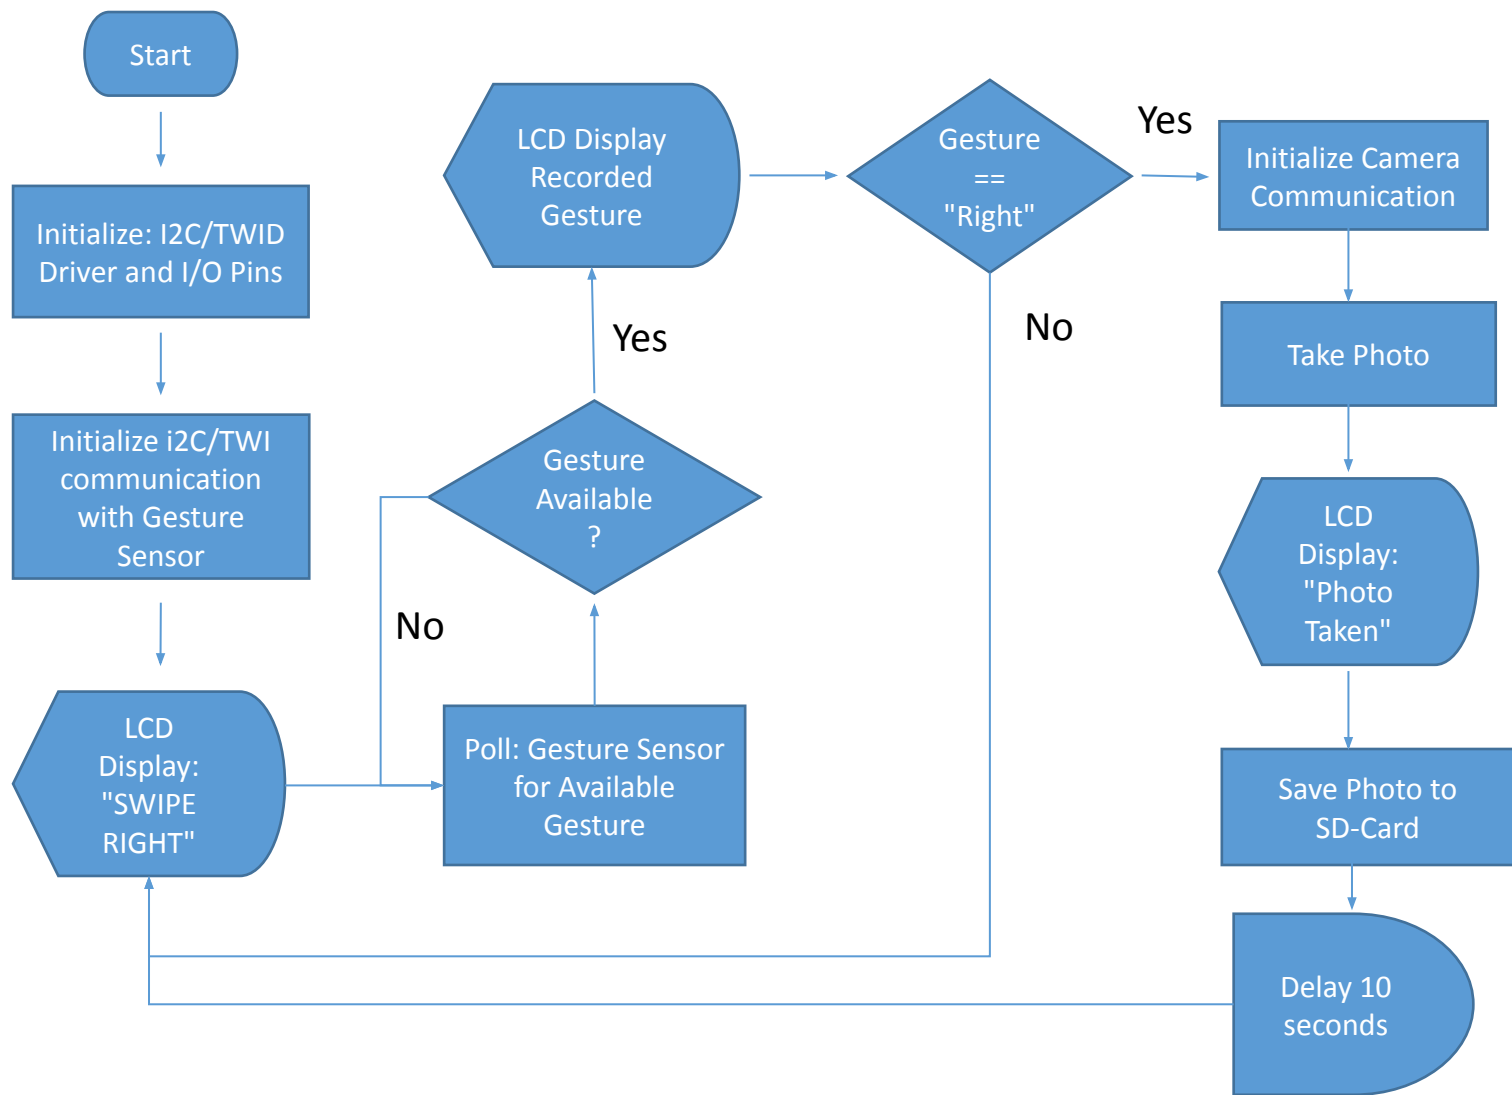 Start
Initialize: I2C/TWID
Driver and I/O Pins
Initialize i2C/TWI
communication
with Gesture
Sensor
LCD
Display:
"SWIPE
RIGHT"
Poll: Gesture Sensor
for Available
Gesture
No
Gesture
Available
?
Yes
LCD Display
Recorded
Gesture
Gesture
==
"Right"
No
Yes
Initialize Camera
Communication
Take Photo
LCD
Display:
"Photo
Taken"
Save Photo to
SD-Card
Delay 10
seconds